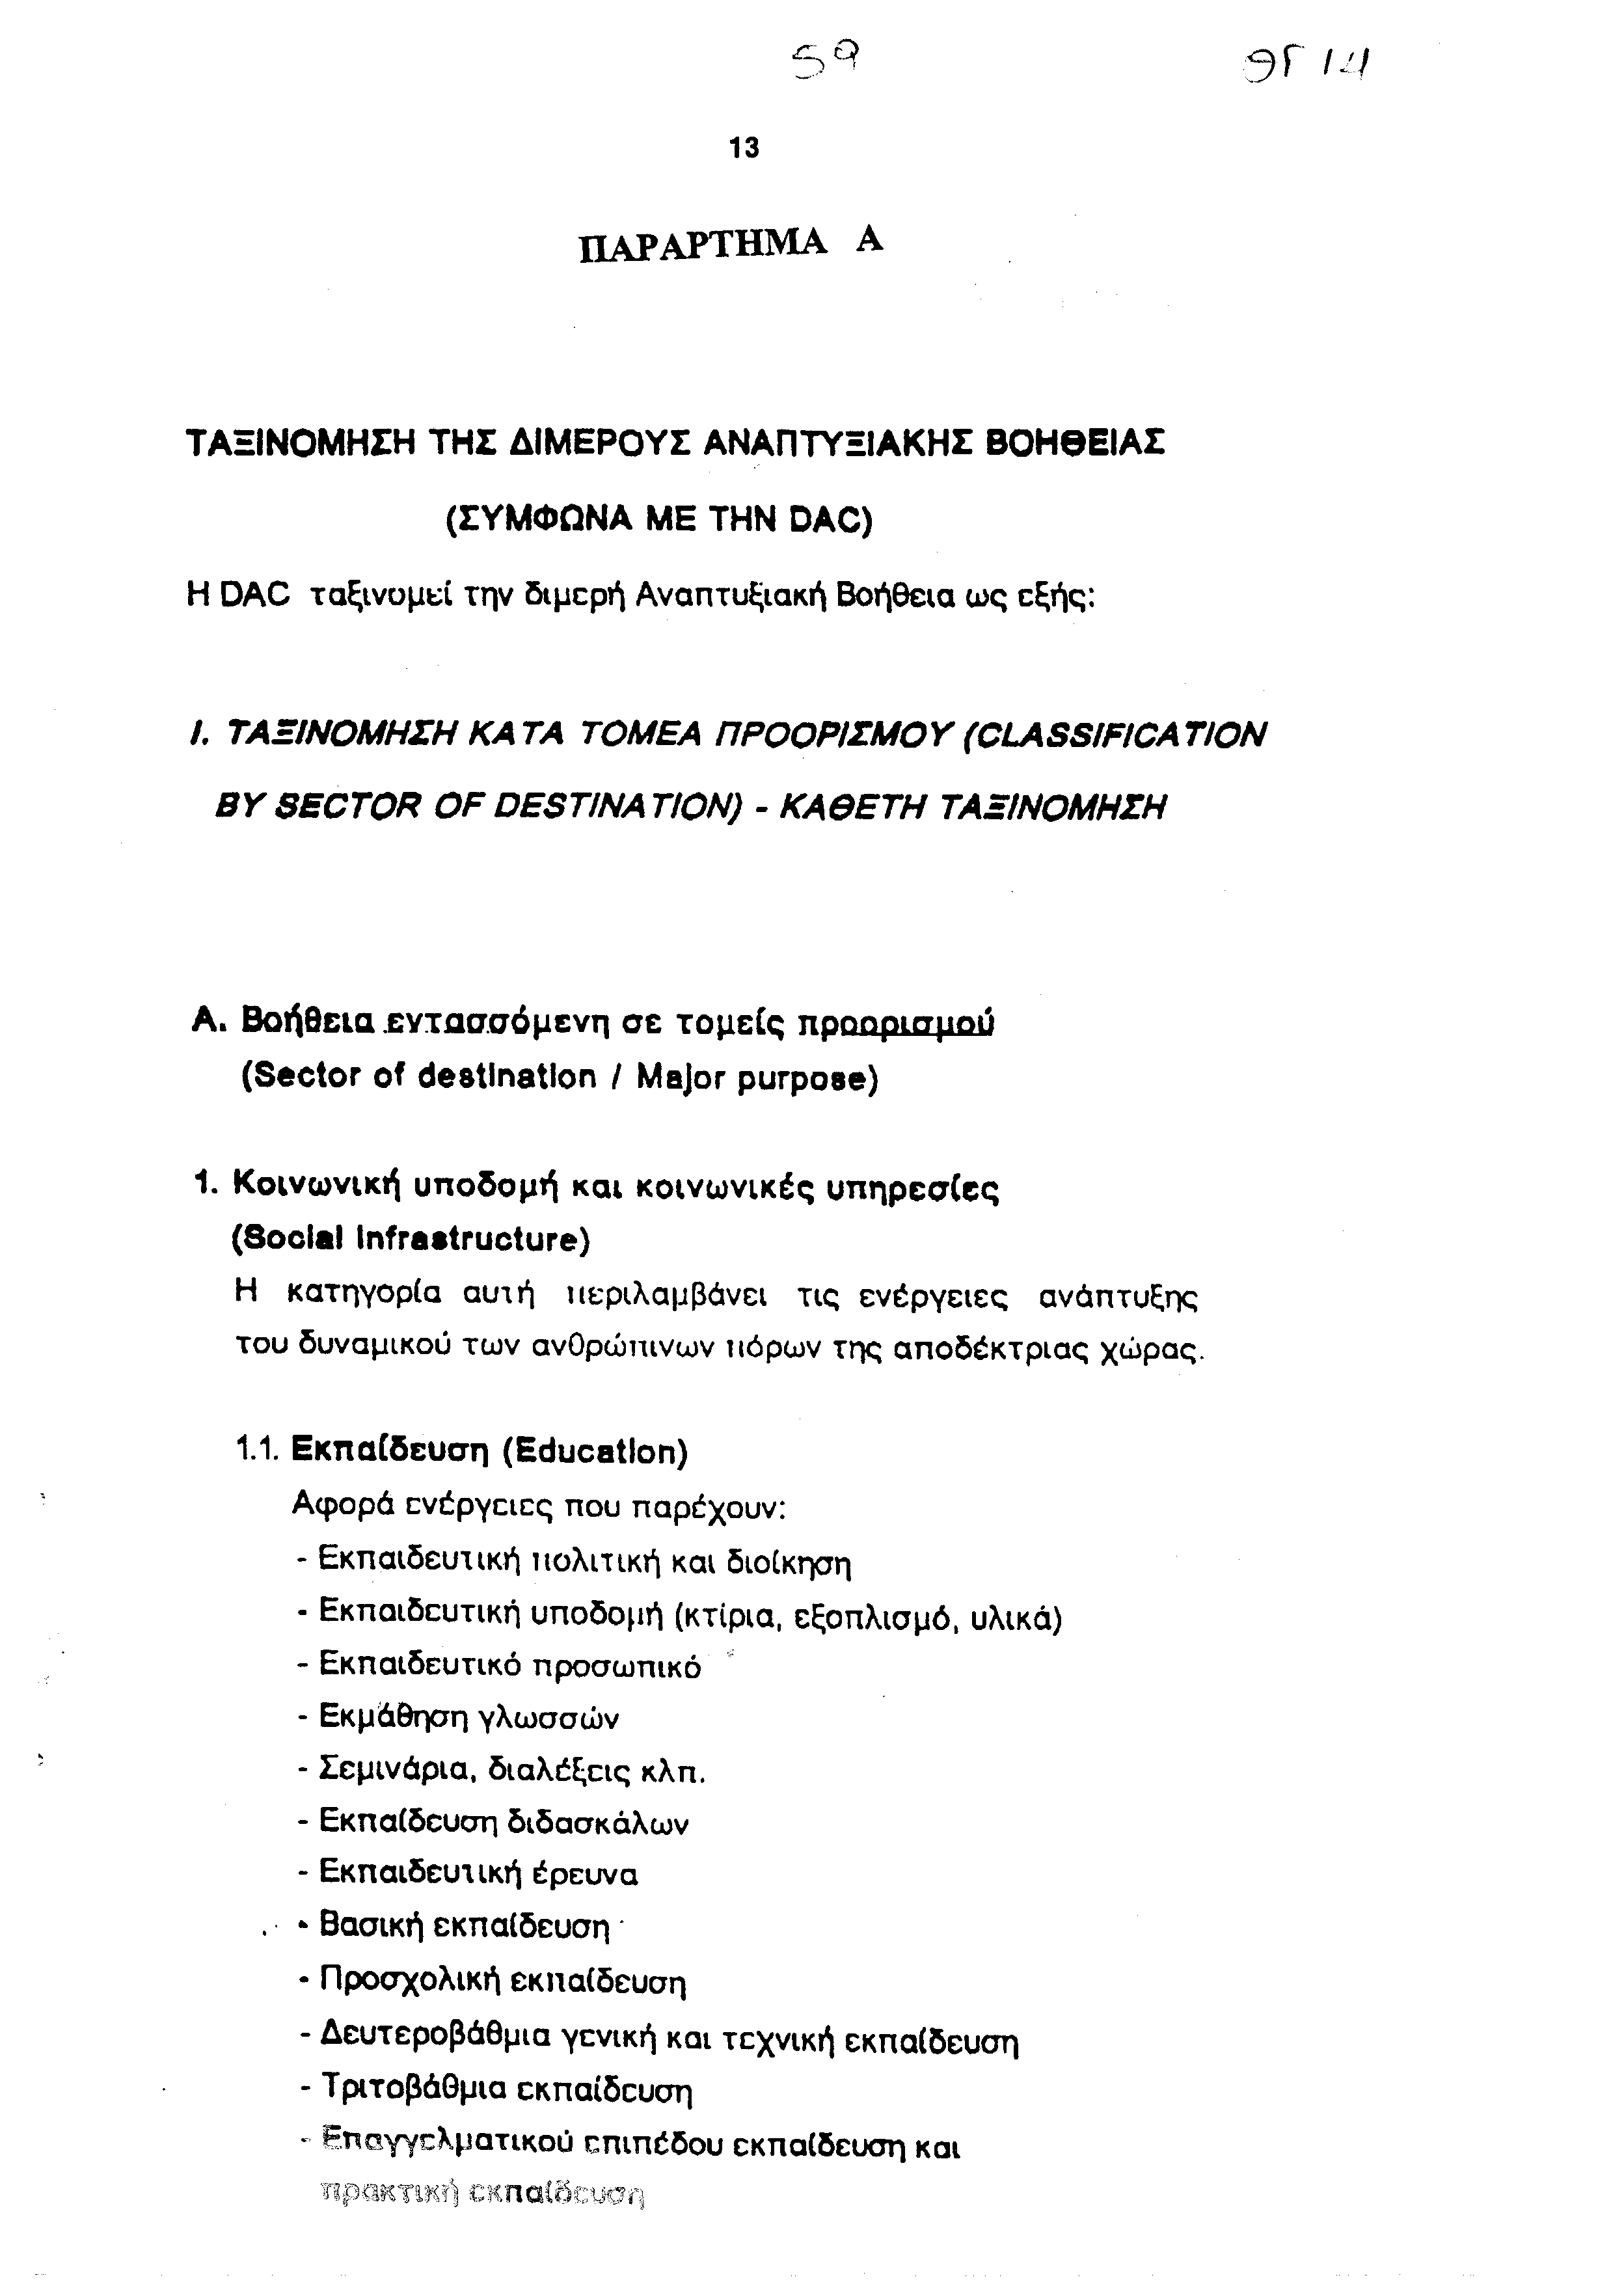 59
13
ΠΑΡΑΡΤΗΜΑ Α
ΤΑΞΙΝΟΜΗΣΗ ΤΗΣ ΔΙΜΕΡΟΥΣ ΑΝΑΠΤΥΞΙΑΚΗΣ ΒΟΗΘΕΙΑΣ
(ΣΥΜΦΩΝΑ ΜΕ ΤΗΝ DAC)
Η DAC ταξινομεί την διμερή Αναπτυξιακή Βοήθεια ως εξής:
I. ΤΑΞΙΝΟΜΗΣΗ ΚΑΤΑ ΤΟΜΕΑ ΠΡΟΟΡΙΣΜΟΥ (CLASSIFICATION
BY SECTOR OF DESTINATION) - ΚΑΘΕΤΗ ΤΑΞΙΝΟΜΗΣΗ
Α. Βοήθεια εντασσόμενη σε τομείς προορισμού
(Sector of destination / Major purpose)
1. Κοινωνική υποδομή και κοινωνικές υπηρεσίες
(Social Infrastructure)
Η κατηγορία αυτή περιλαμβάνει τις ενέργειες ανάπτυξης
του δυναμικού των ανθρώπινων πόρων της αποδέκτριας χώρας.
1.1. Εκπαίδευση (Education)
Αφορά ενέργειες που παρέχουν:
- Εκπαιδευτική πολιτική και διοίκηση
- Εκπαιδευτική υποδομή (κτίρια, εξοπλισμό, υλικά)
- Εκπαιδευτικό προσωπικό
- Εκμάθηση γλωσσών
- Σεμινάρια, διαλέξεις κλπ.
- Εκπαίδευση διδασκάλων
- Εκπαιδευτική έρευνα
- Βασική εκπαίδευση
- Προσχολική εκπαίδευση
- Δευτεροβάθμια γενική και τεχνική εκπαίδευση
- Τριτοβάθμια εκπαίδευση
- Επαγγελματικού επιπέδου εκπαίδευση και
πρακτική εκπαίδευση